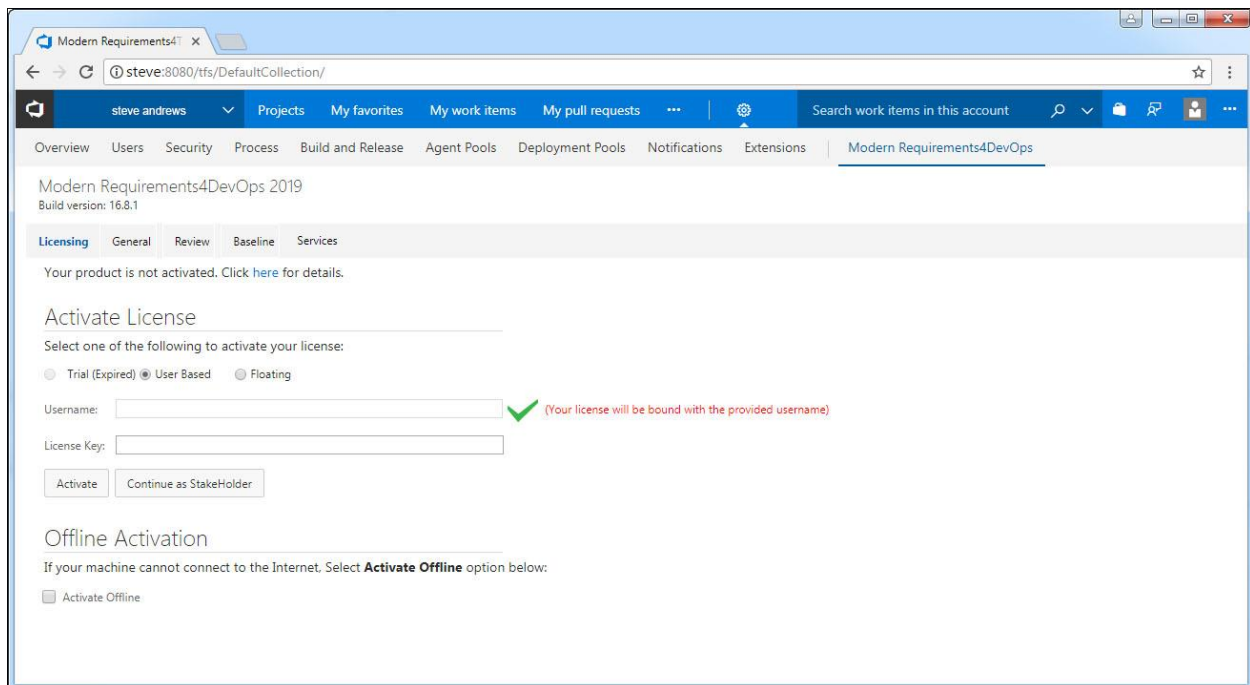 Modern Requirements4T
steve:8080/tfs/DefaultCollection/
steve andrews Projects My favorites My work items My pull requests ··· Search work items in this account ···
Overview Users Security Process Build and Release Agent Pools Deployment Pools Notifications Extensions Modern Requirements4DevOps
Modern Requirements4DevOps 2019
Build version: 16.8.1
Licensing General Review Baseline Services
Your product is not activated. Click here for details.
Activate License
Select one of the following to activate your license:
Trial (Expired) User Based Floating
Username: (Your license will be bound with the provided username)
License Key:
Activate Continue as StakeHolder
Offline Activation
If your machine cannot connect to the Internet, Select Activate Offline option below:
Activate Offline